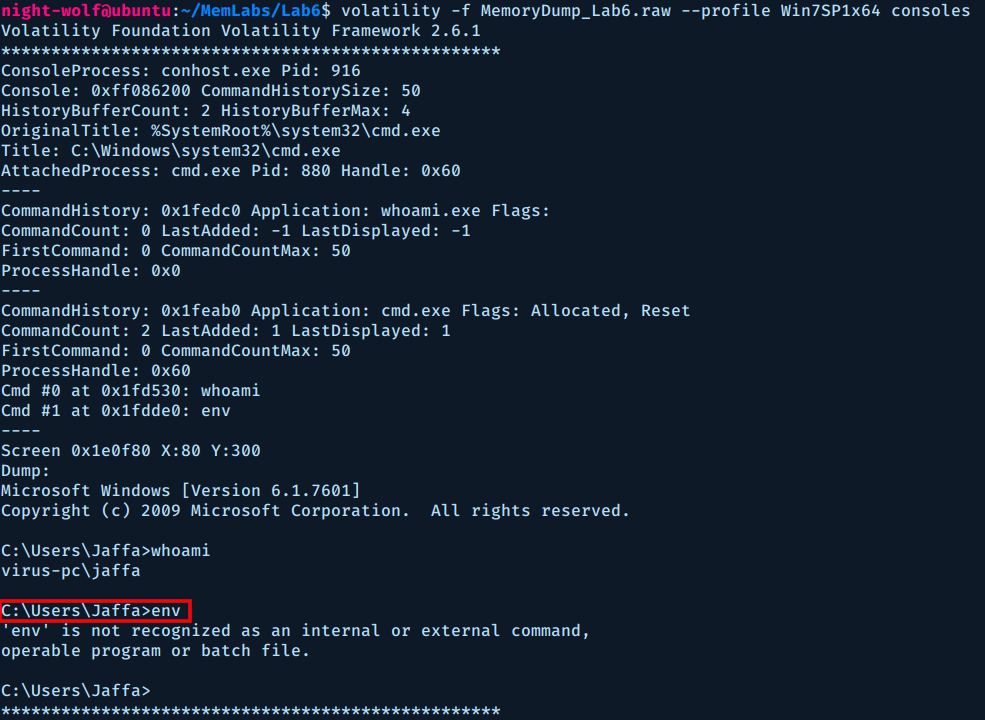 night-wolf@ubuntu:~/MemLabs/Lab6$ volatility -f MemoryDump_Lab6.raw --profile Win7SP1x64 consoles
Volatility Foundation Volatility Framework 2.6.1
**************************************************
ConsoleProcess: conhost.exe Pid: 916
Console: 0xff086200 CommandHistorySize: 50
HistoryBufferCount: 2 HistoryBufferMax: 4
OriginalTitle: %SystemRoot%\system32\cmd.exe
Title: C:\Windows\system32\cmd.exe
AttachedProcess: cmd.exe Pid: 880 Handle: 0x60
----
CommandHistory: 0x1fedc0 Application: whoami.exe Flags:
CommandCount: 0 LastAdded: -1 LastDisplayed: -1
FirstCommand: 0 CommandCountMax: 50
ProcessHandle: 0x0
----
CommandHistory: 0x1feab0 Application: cmd.exe Flags: Allocated, Reset
CommandCount: 2 LastAdded: 1 LastDisplayed: 1
FirstCommand: 0 CommandCountMax: 50
ProcessHandle: 0x60
Cmd #0 at 0x1fd530: whoami
Cmd #1 at 0x1fdde0: env
----
Screen 0x1e0f80 X:80 Y:300
Dump:
Microsoft Windows [Version 6.1.7601]
Copyright (c) 2009 Microsoft Corporation.  All rights reserved.

C:\Users\Jaffa>whoami
virus-pc\jaffa

C:\Users\Jaffa>env
'env' is not recognized as an internal or external command,
operable program or batch file.

C:\Users\Jaffa>
**************************************************